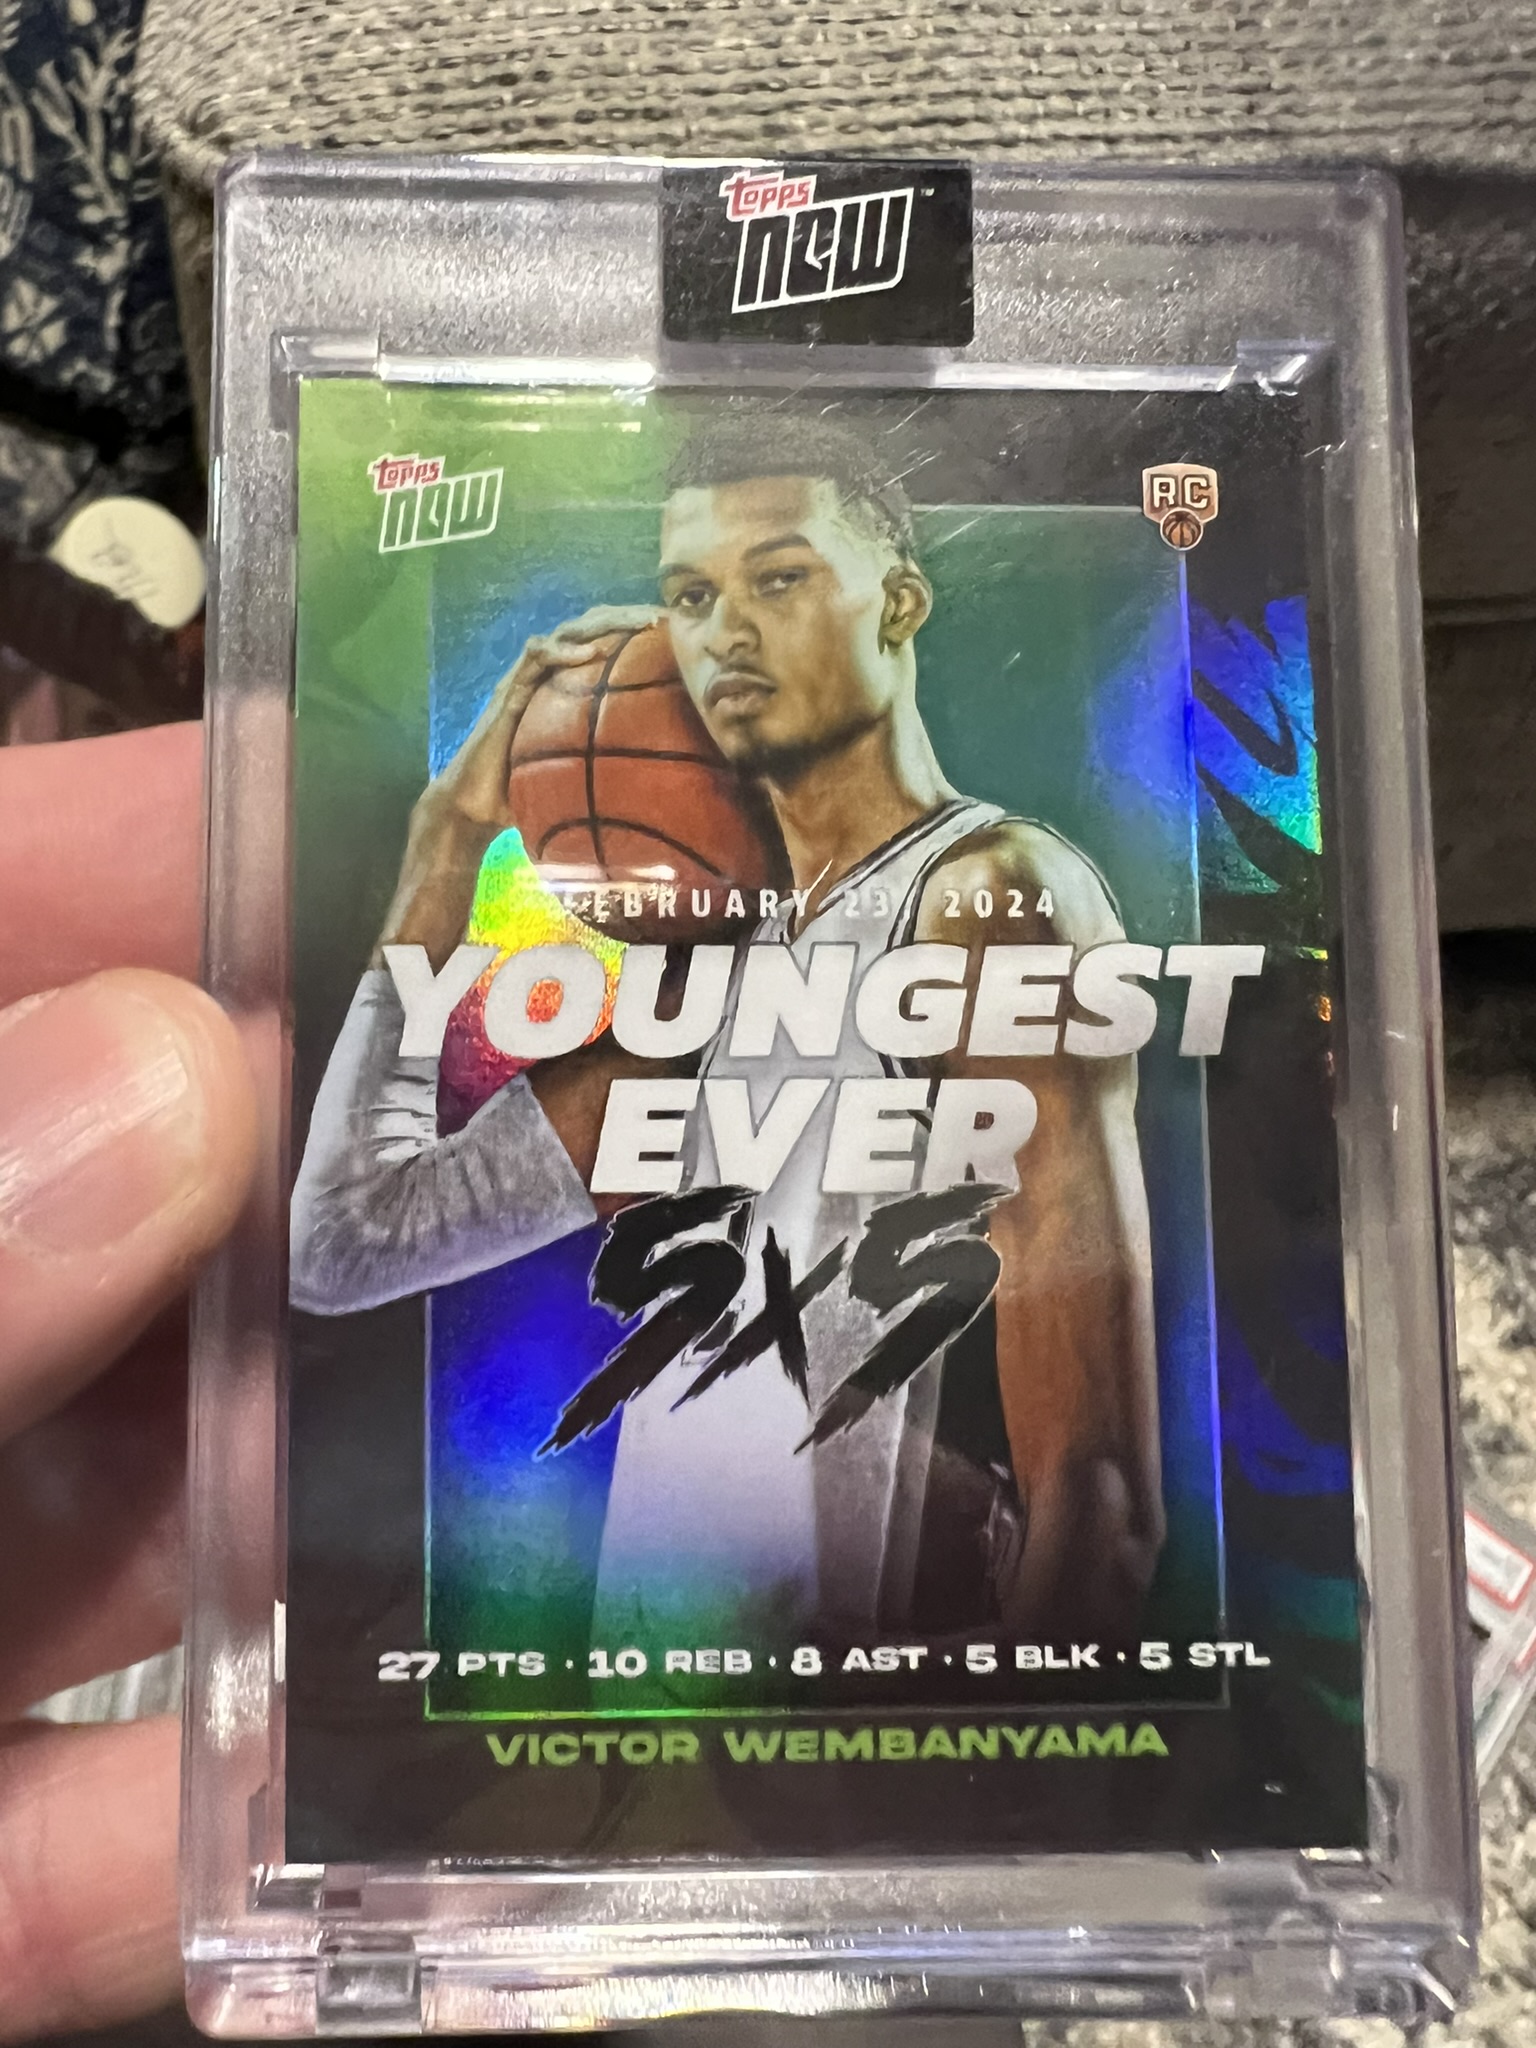 topps
now™
topps
now
RC
FEBRUARY 23, 2024
YOUNGEST
EVER
5x5
27 PTS · 10 REB · 8 AST · 5 BLK · 5 STL
VICTOR WEMBANYAMA